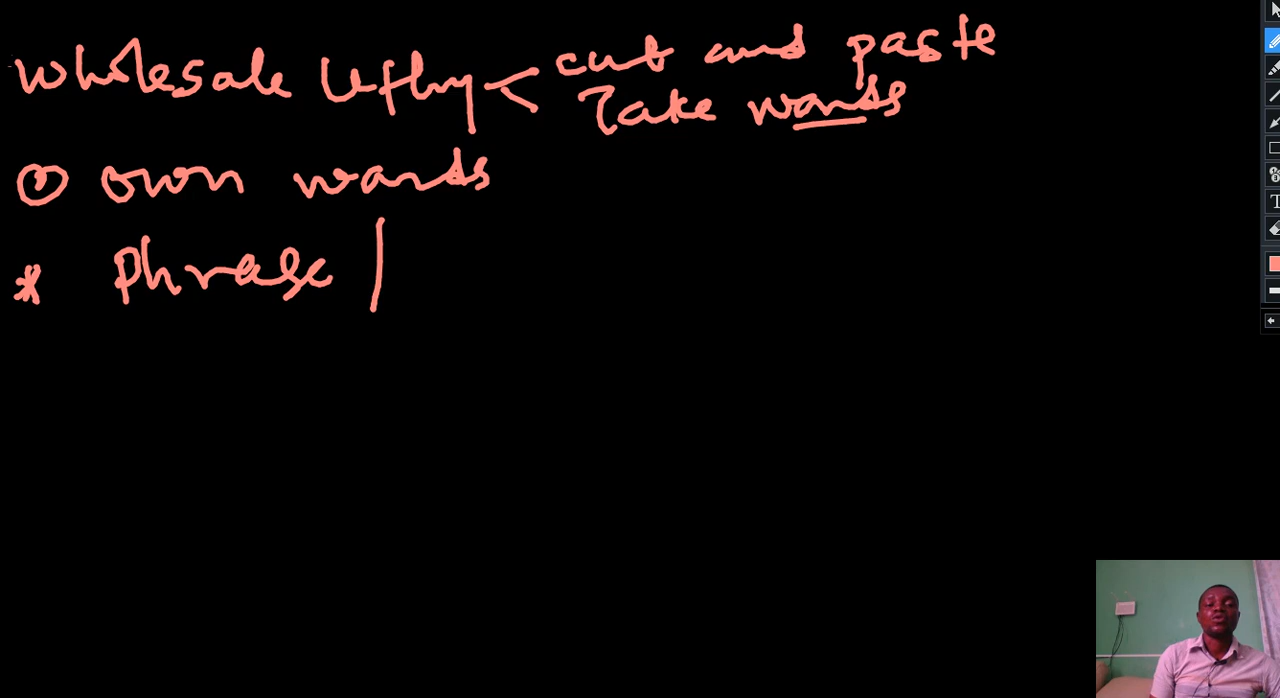 wholesale lifting < cut and paste
Take words
① own words
* phrase |